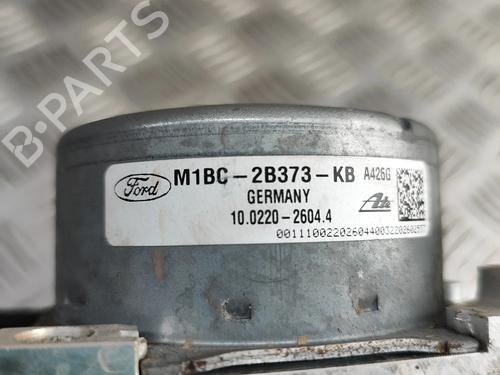 Ford M1BC-2B373-KB A426G
GERMANY
10.0220-2604.4 Ate
B-PARTS